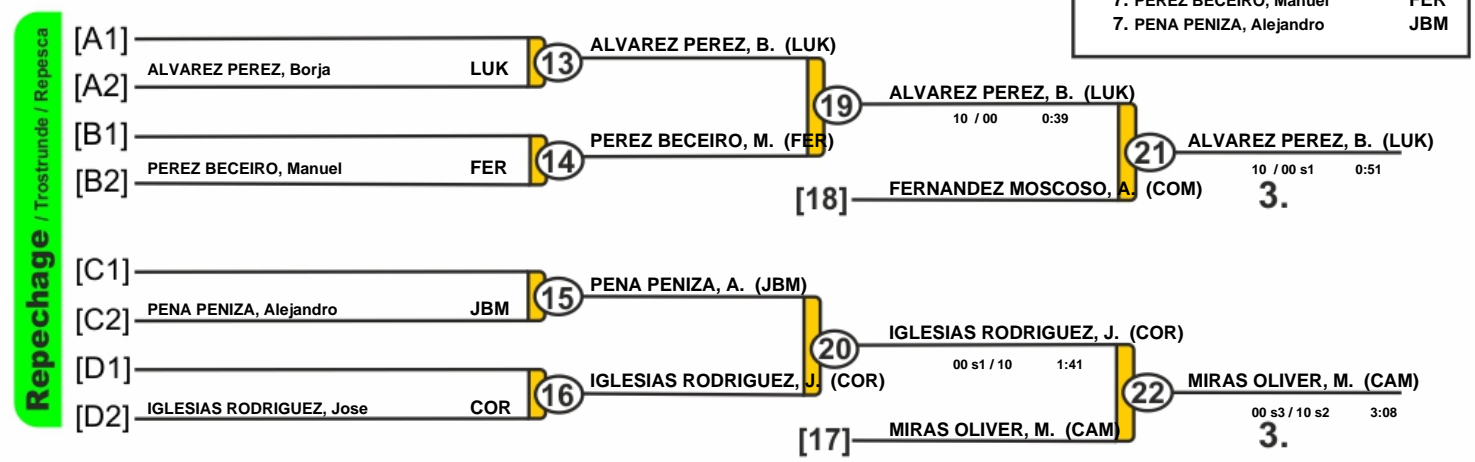 7. PEREZ BECEIRO, Manuel FER
7. PENA PENIZA, Alejandro JBM
Repechage / Trostrunde / Repesca
[A1]
ALVAREZ PEREZ, Borja LUK
[A2]
13
ALVAREZ PEREZ, B. (LUK)
[B1]
PEREZ BECEIRO, Manuel FER
[B2]
14
PEREZ BECEIRO, M. (FER)
19
ALVAREZ PEREZ, B. (LUK)
10 / 00 0:39
[18]
FERNANDEZ MOSCOSO, A. (COM)
21
ALVAREZ PEREZ, B. (LUK)
10 / 00 s1 0:51
3.
[C1]
PENA PENIZA, Alejandro JBM
[C2]
15
PENA PENIZA, A. (JBM)
[D1]
IGLESIAS RODRIGUEZ, Jose COR
[D2]
16
IGLESIAS RODRIGUEZ, J. (COR)
20
IGLESIAS RODRIGUEZ, J. (COR)
00 s1 / 10 1:41
[17]
MIRAS OLIVER, M. (CAM)
22
MIRAS OLIVER, M. (CAM)
00 s3 / 10 s2 3:08
3.